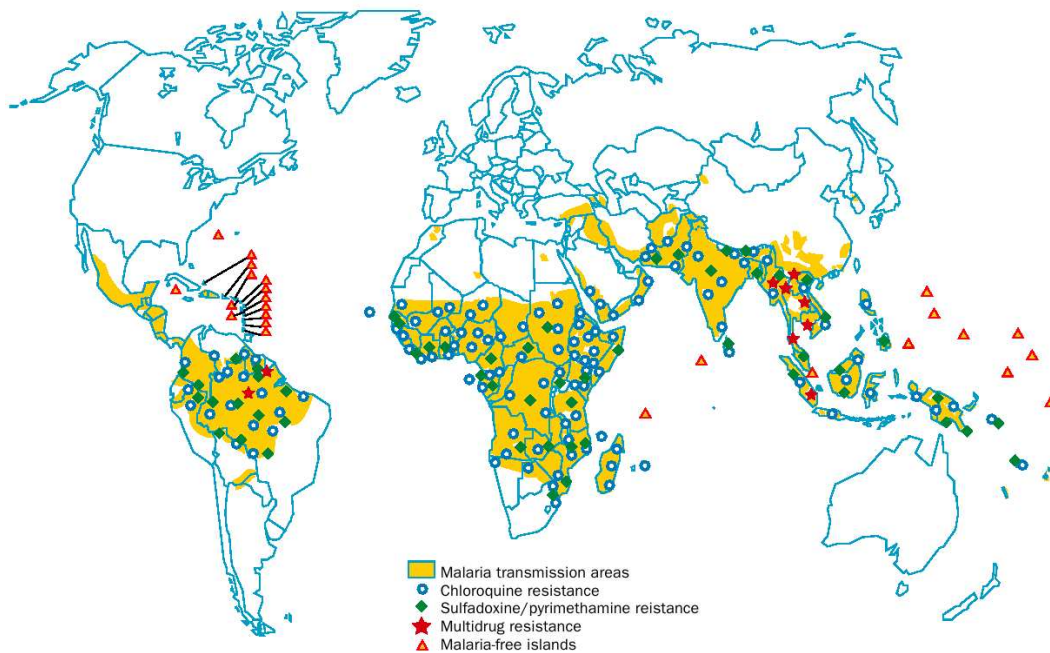 Malaria transmission areas
Chloroquine resistance
Sulfadoxine/pyrimethamine reistance
Multidrug resistance
Malaria-free islands